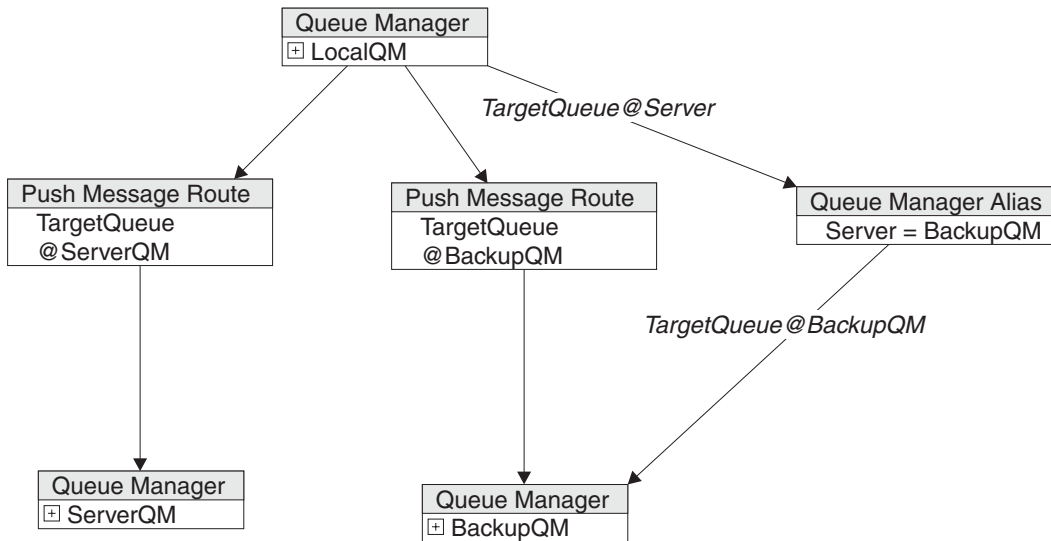 Queue Manager
+ LocalQM
TargetQueue@Server
Push Message Route
TargetQueue
@ServerQM
Push Message Route
TargetQueue
@BackupQM
Queue Manager Alias
Server = BackupQM
TargetQueue@BackupQM
Queue Manager
+ ServerQM
Queue Manager
+ BackupQM